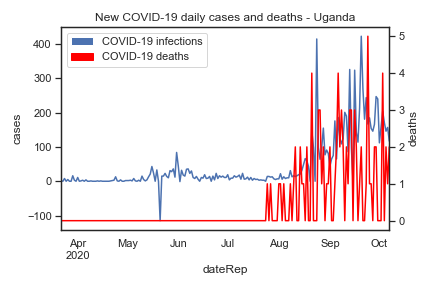 New COVID-19 daily cases and deaths - Uganda
COVID-19 infections
COVID-19 deaths
400
300
200
100
0
−100
cases
5
4
3
2
1
0
deaths
Apr
2020
May
Jun
Jul
Aug
Sep
Oct
dateRep